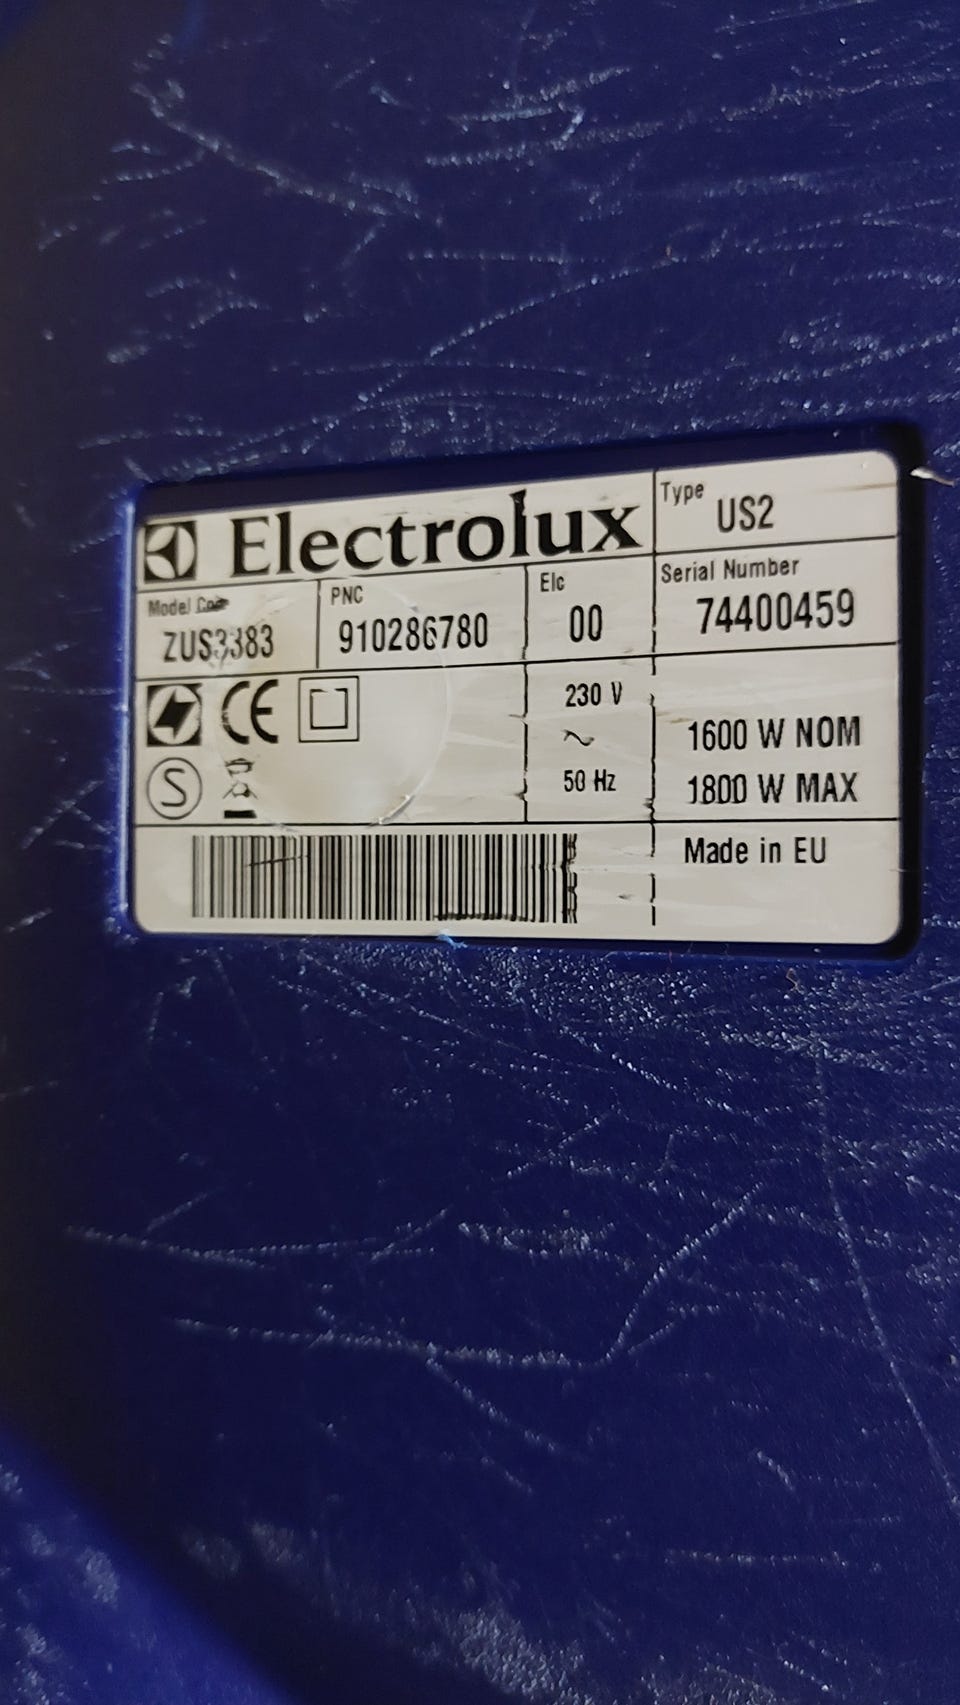 Electrolux
Type US2
Model Code ZUS3383
PNC 910286780
Elc 00
Serial Number 74400459
CE
S
230 V
~
50 Hz
1600 W NOM
1800 W MAX
Made in EU